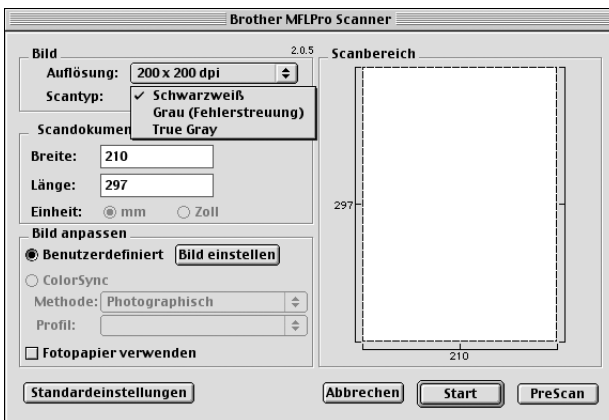 Brother MFLPro Scanner
Bild
2.0.5
Auflösung: 200 x 200 dpi
Scantyp:
✓ Schwarzweiß
Grau (Fehlerstreuung)
True Gray
Scandokumen
Breite: 210
Länge: 297
Einheit: mm Zoll
Bild anpassen
Benutzerdefiniert Bild einstellen
ColorSync
Methode: Photographisch
Profil:
Fotopapier verwenden
Scanbereich
297
210
Standardeinstellungen Abbrechen Start PreScan